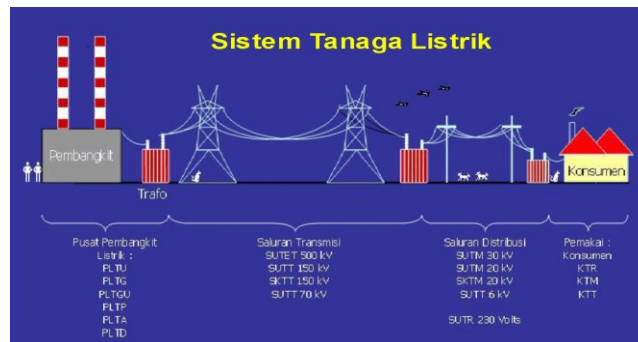 Sistem Tanaga Listrik
Pembangkit
Trafo
Konsumen
Pusat Pembangkit
Listrik :
PLTU
PLTG
PLTGU
PLTP
PLTA
PLTD
Saluran Transmisi
SUTET 500 kV
SUTT 150 kV
SKTT 150 kV
SUTT 70 kV
Saluran Distribusi
SUTM 30 kV
SUTM 20 kV
SKTM 20 kV
SUTT 6 kV
SUTR 230 Volts
Pemakai :
Konsumen
KTR
KTM
KTT